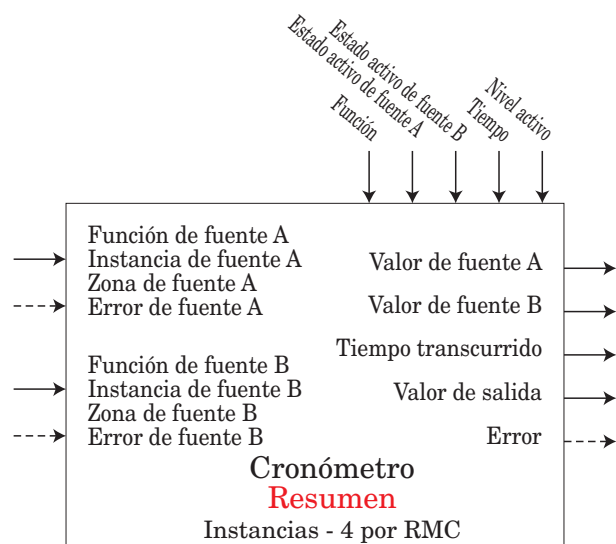 Función
Estado activo de fuente A
Estado activo de fuente B
Tiempo
Nivel activo
Función de fuente A
Instancia de fuente A
Zona de fuente A
Error de fuente A
Función de fuente B
Instancia de fuente B
Zona de fuente B
Error de fuente B
Valor de fuente A
Valor de fuente B
Tiempo transcurrido
Valor de salida
Error
Cronómetro
Resumen
Instancias - 4 por RMC